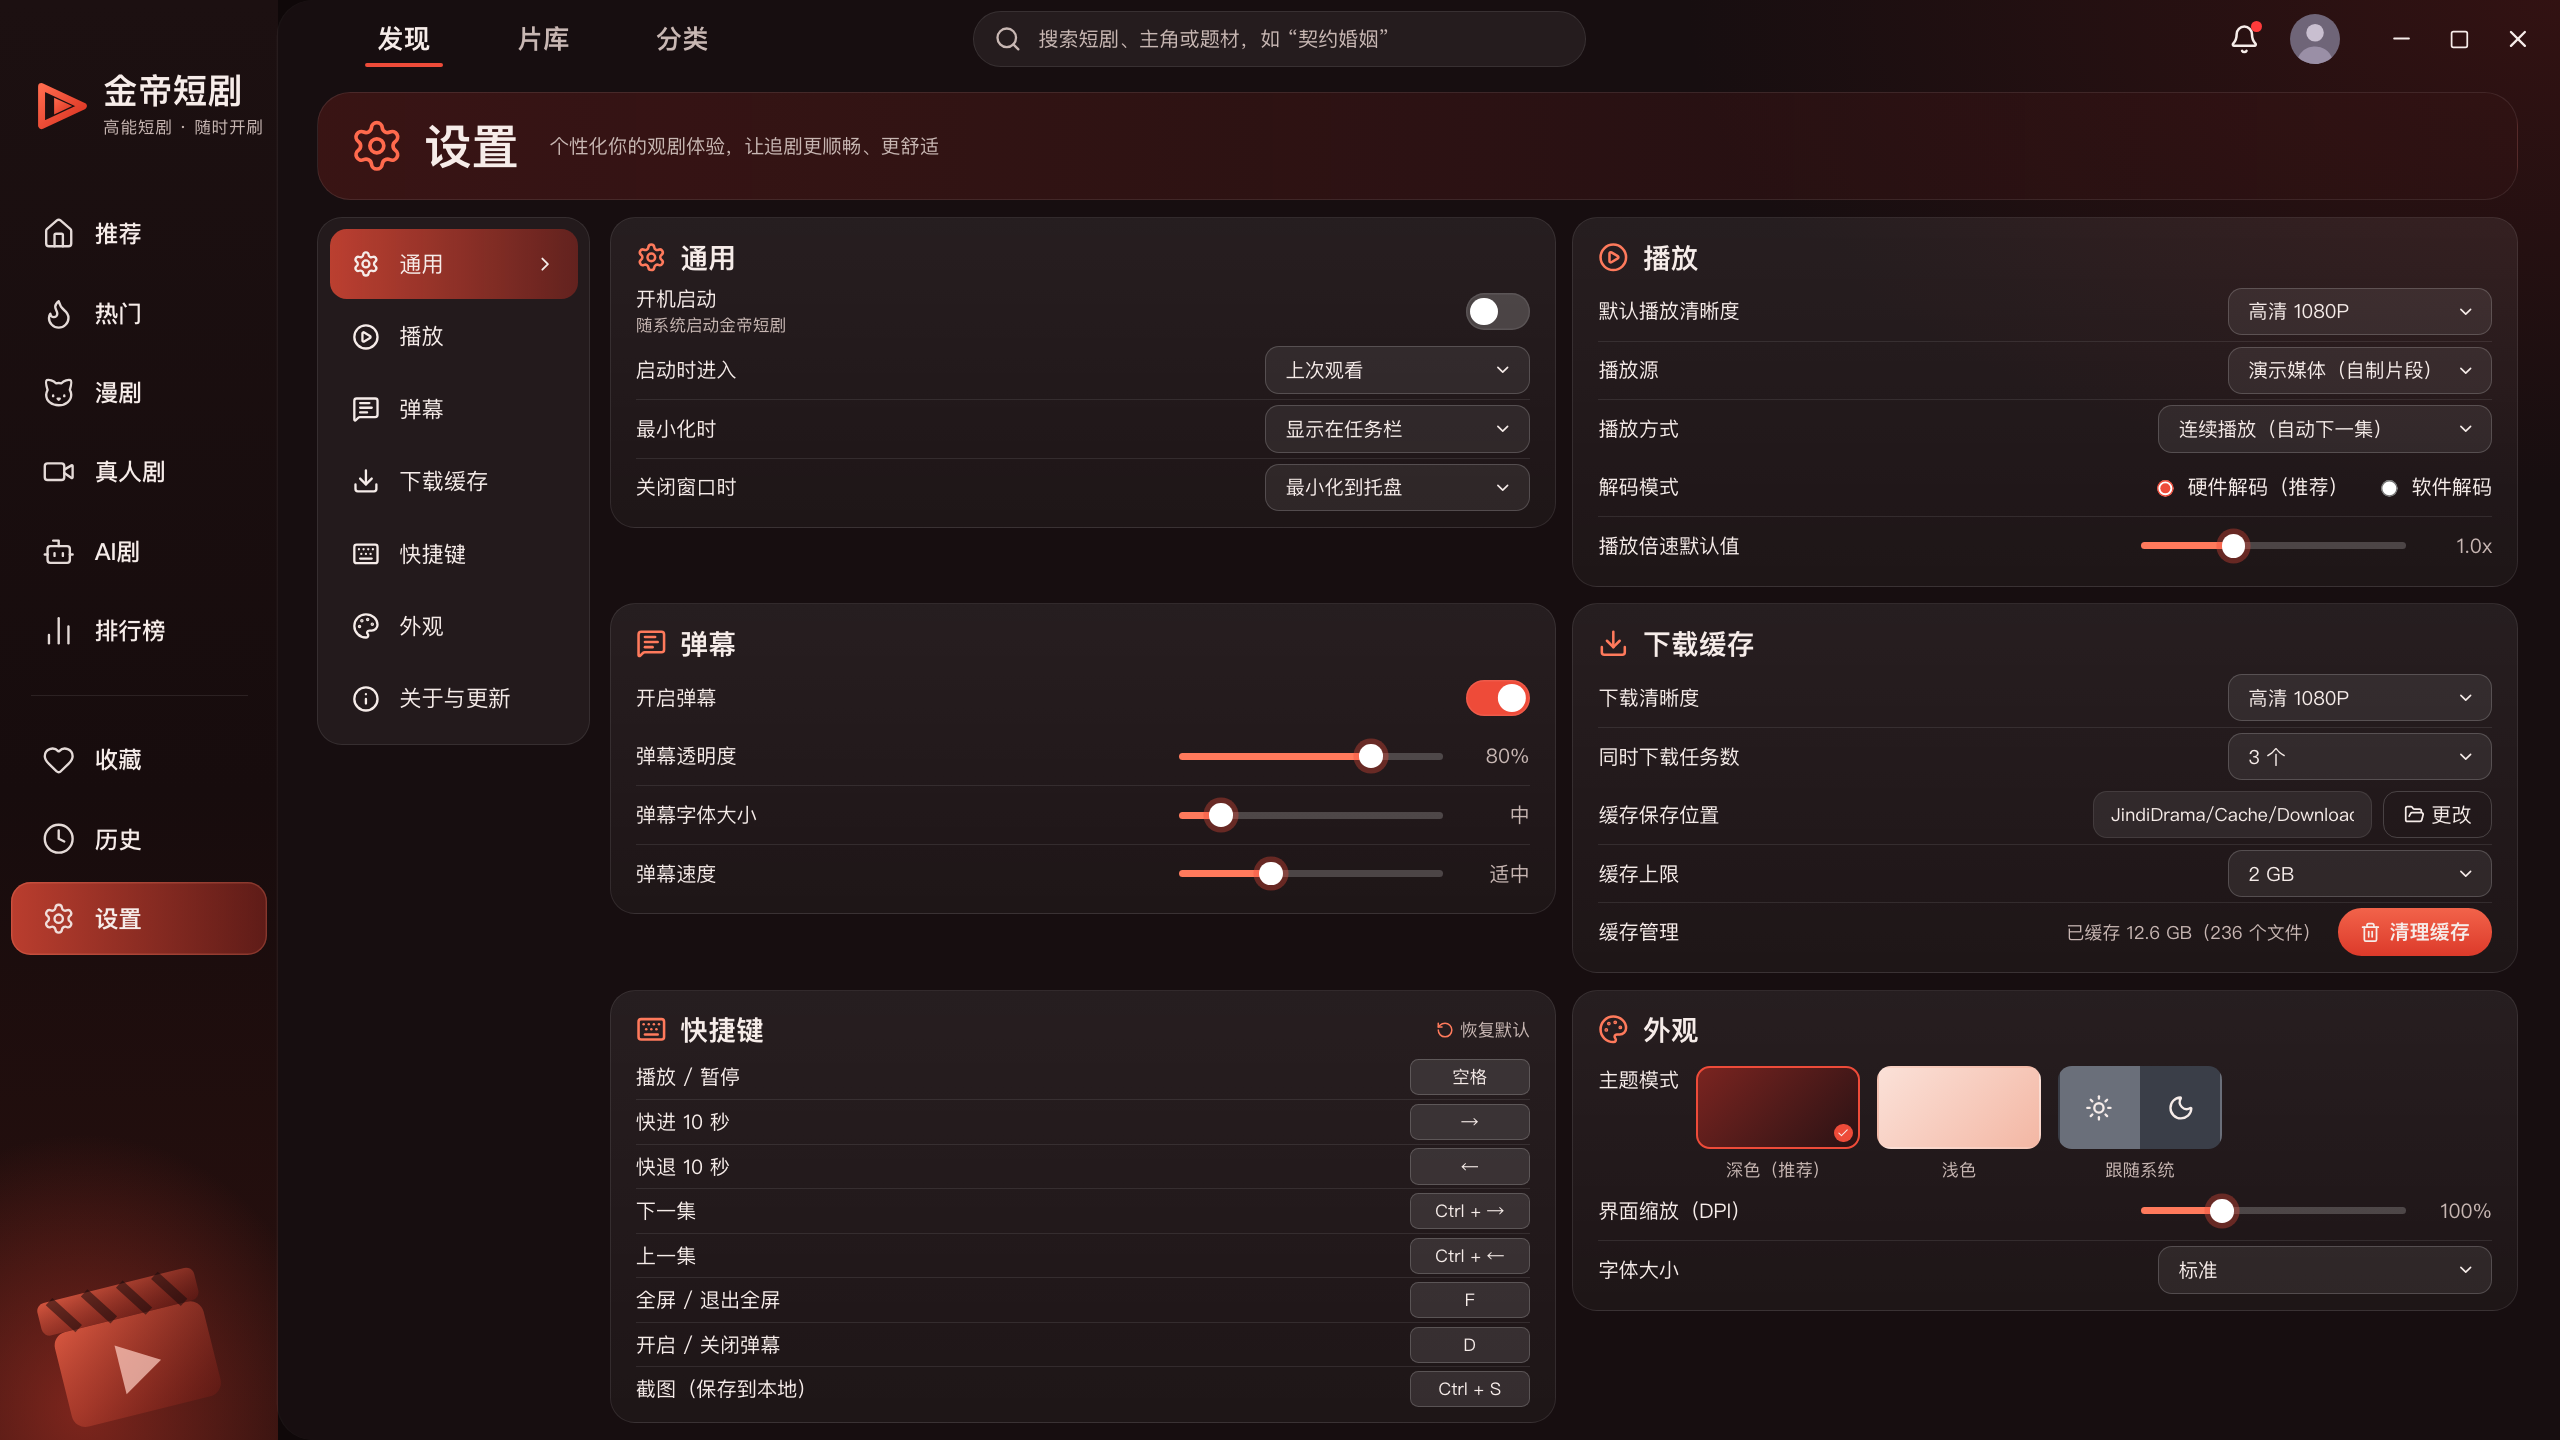 发现
片库
分类
搜索短剧、主角或题材，如 “契约婚姻”
金帝短剧
高能短剧 · 随时开刷
推荐
热门
漫剧
真人剧
AI剧
排行榜
收藏
历史
设置
设置
个性化你的观剧体验，让追剧更顺畅、更舒适
通用
播放
弹幕
下载缓存
快捷键
外观
关于与更新
通用
开机启动
随系统启动金帝短剧
启动时进入
上次观看
最小化时
显示在任务栏
关闭窗口时
最小化到托盘
播放
默认播放清晰度
高清 1080P
播放源
演示媒体（自制片段）
播放方式
连续播放（自动下一集）
解码模式
硬件解码（推荐）
软件解码
播放倍速默认值
1.0x
弹幕
开启弹幕
弹幕透明度
80%
弹幕字体大小
中
弹幕速度
适中
下载缓存
下载清晰度
高清 1080P
同时下载任务数
3 个
缓存保存位置
JindiDrama/Cache/Downloac
更改
缓存上限
2 GB
缓存管理
已缓存 12.6 GB（236 个文件）
清理缓存
快捷键
恢复默认
播放 / 暂停
空格
快进 10 秒
→
快退 10 秒
←
下一集
Ctrl + →
上一集
Ctrl + ←
全屏 / 退出全屏
F
开启 / 关闭弹幕
D
截图（保存到本地）
Ctrl + S
外观
主题模式
深色（推荐）
浅色
跟随系统
界面缩放（DPI）
100%
字体大小
标准